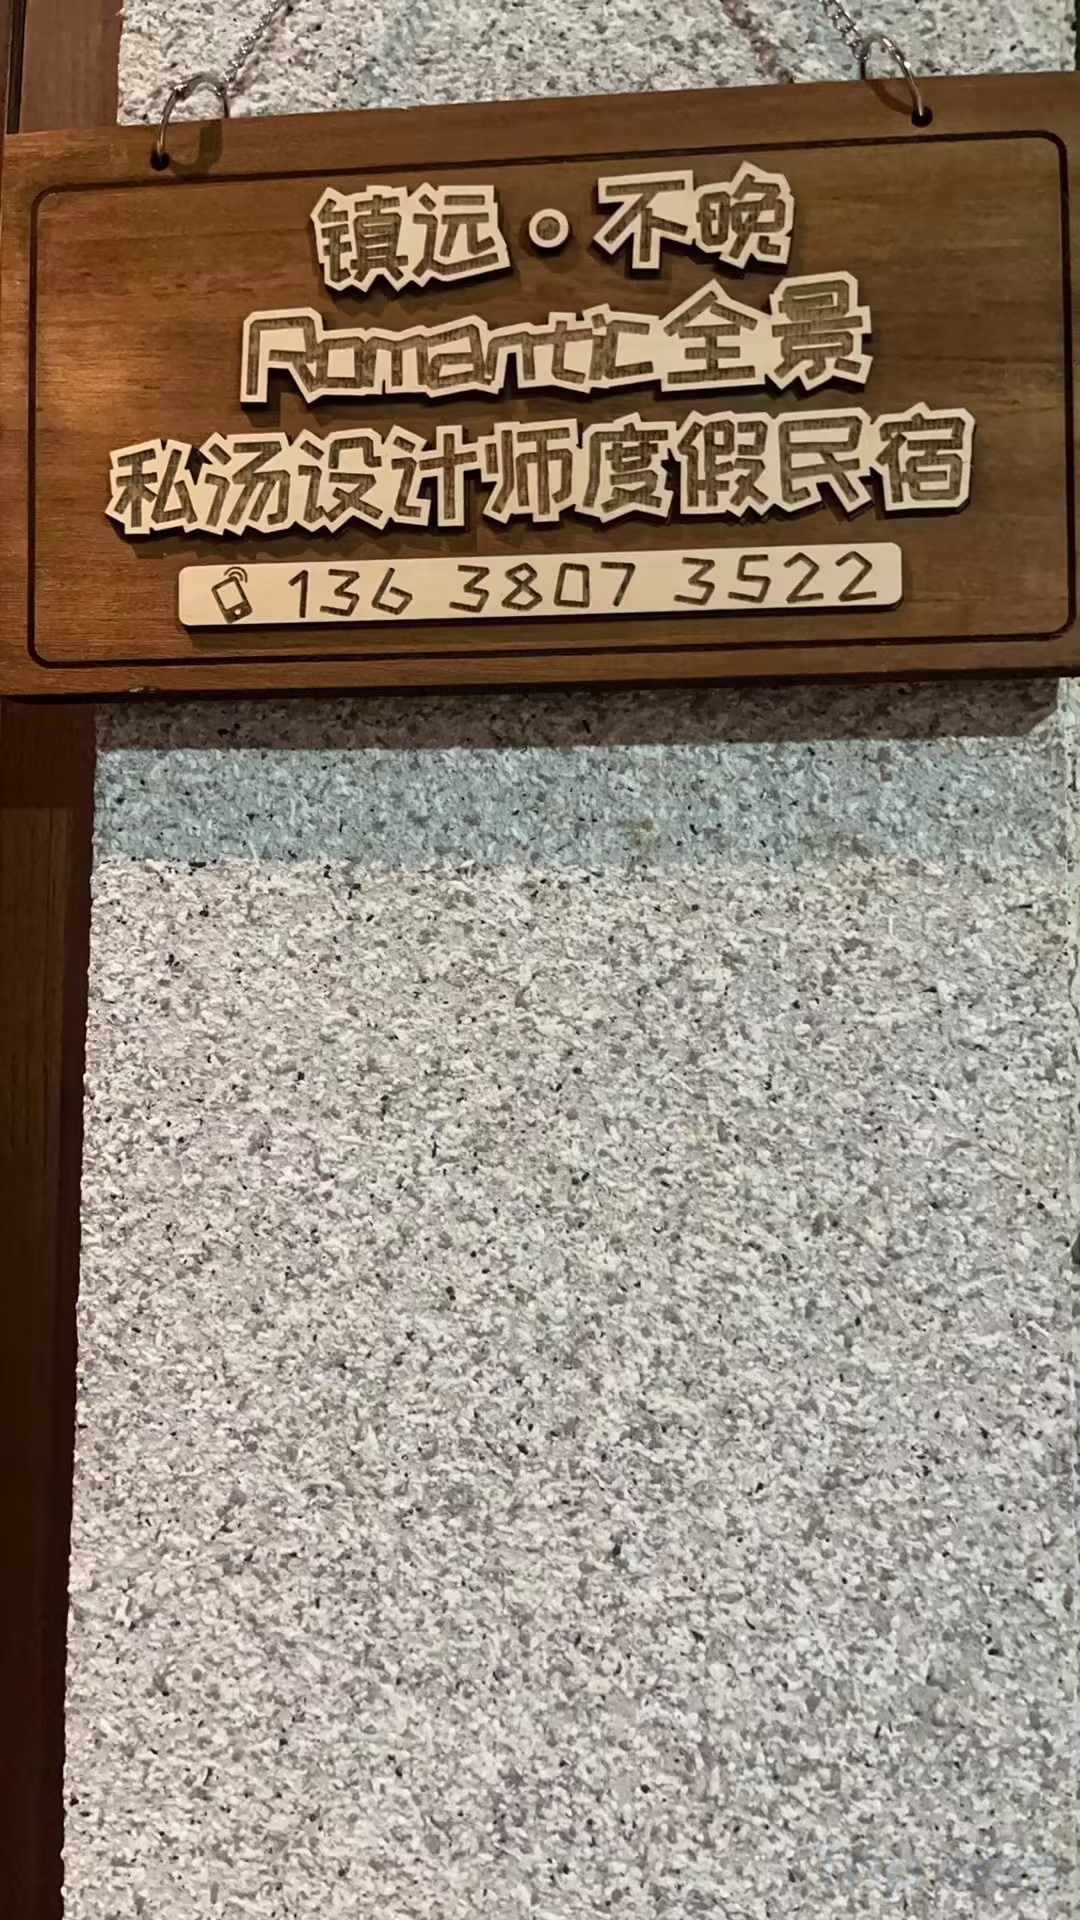 镇远·不晚
Romantic全景
私汤设计师度假民宿
136 3807 3522